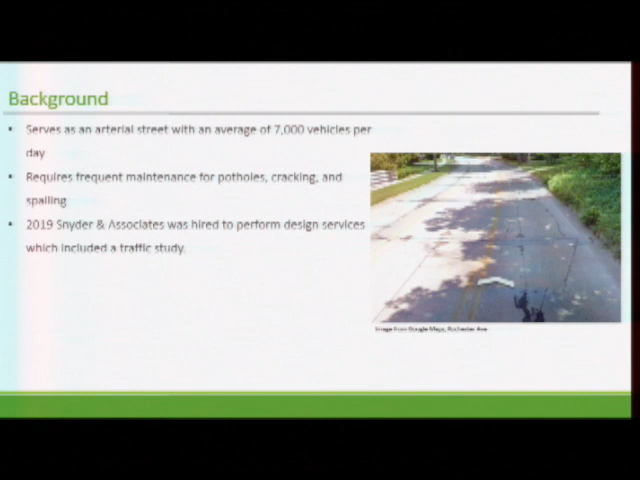 Background
▪ Serves as an arterial street with an average of 7,000 vehicles per
day
▪ Requires frequent maintenance for potholes, cracking, and
spalling
▪ 2019 Snyder & Associates was hired to perform design services
which included a traffic study.
Image from Google Maps, Rochester Ave